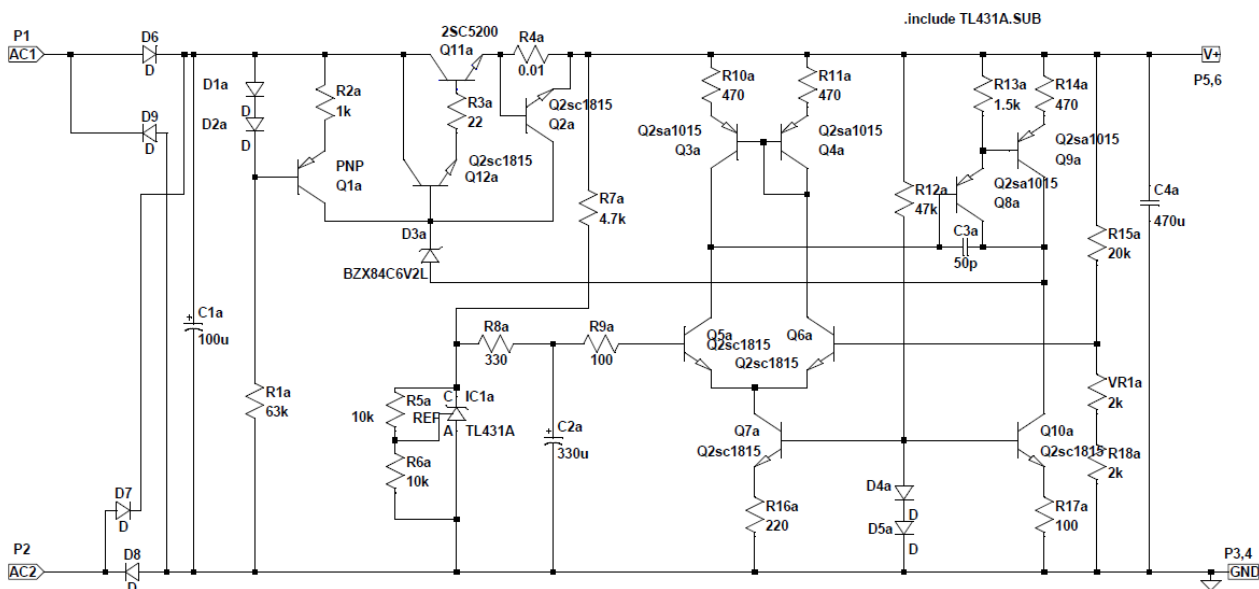 .include TL431A.SUB
P1
AC1
D6
D
D9
D
D1a
D
D2a
D
R2a
1k
PNP
Q1a
2SC5200
Q11a
R4a
0.01
R3a
22
Q2sc1815
Q2a
Q2sc1815
Q12a
D3a
BZX84C6V2L
R7a
4.7k
R10a
470
R11a
470
Q2sa1015
Q3a
Q2sa1015
Q4a
R13a
1.5k
R14a
470
Q2sa1015
Q9a
Q2sa1015
Q8a
R12a
47k
C3a
50p
V+
P5,6
C4a
470u
R15a
20k
C1a
100u
R8a
330
R9a
100
Q5a
Q2sc1815
Q6a
Q2sc1815
R1a
63k
R5a
10k
C
IC1a
REF
A
TL431A
R6a
10k
C2a
330u
Q7a
Q2sc1815
Q10a
Q2sc1815
VR1a
2k
R18a
2k
D4a
D
D5a
D
R16a
220
R17a
100
D7
D
P2
AC2
D8
D
P3,4
GND